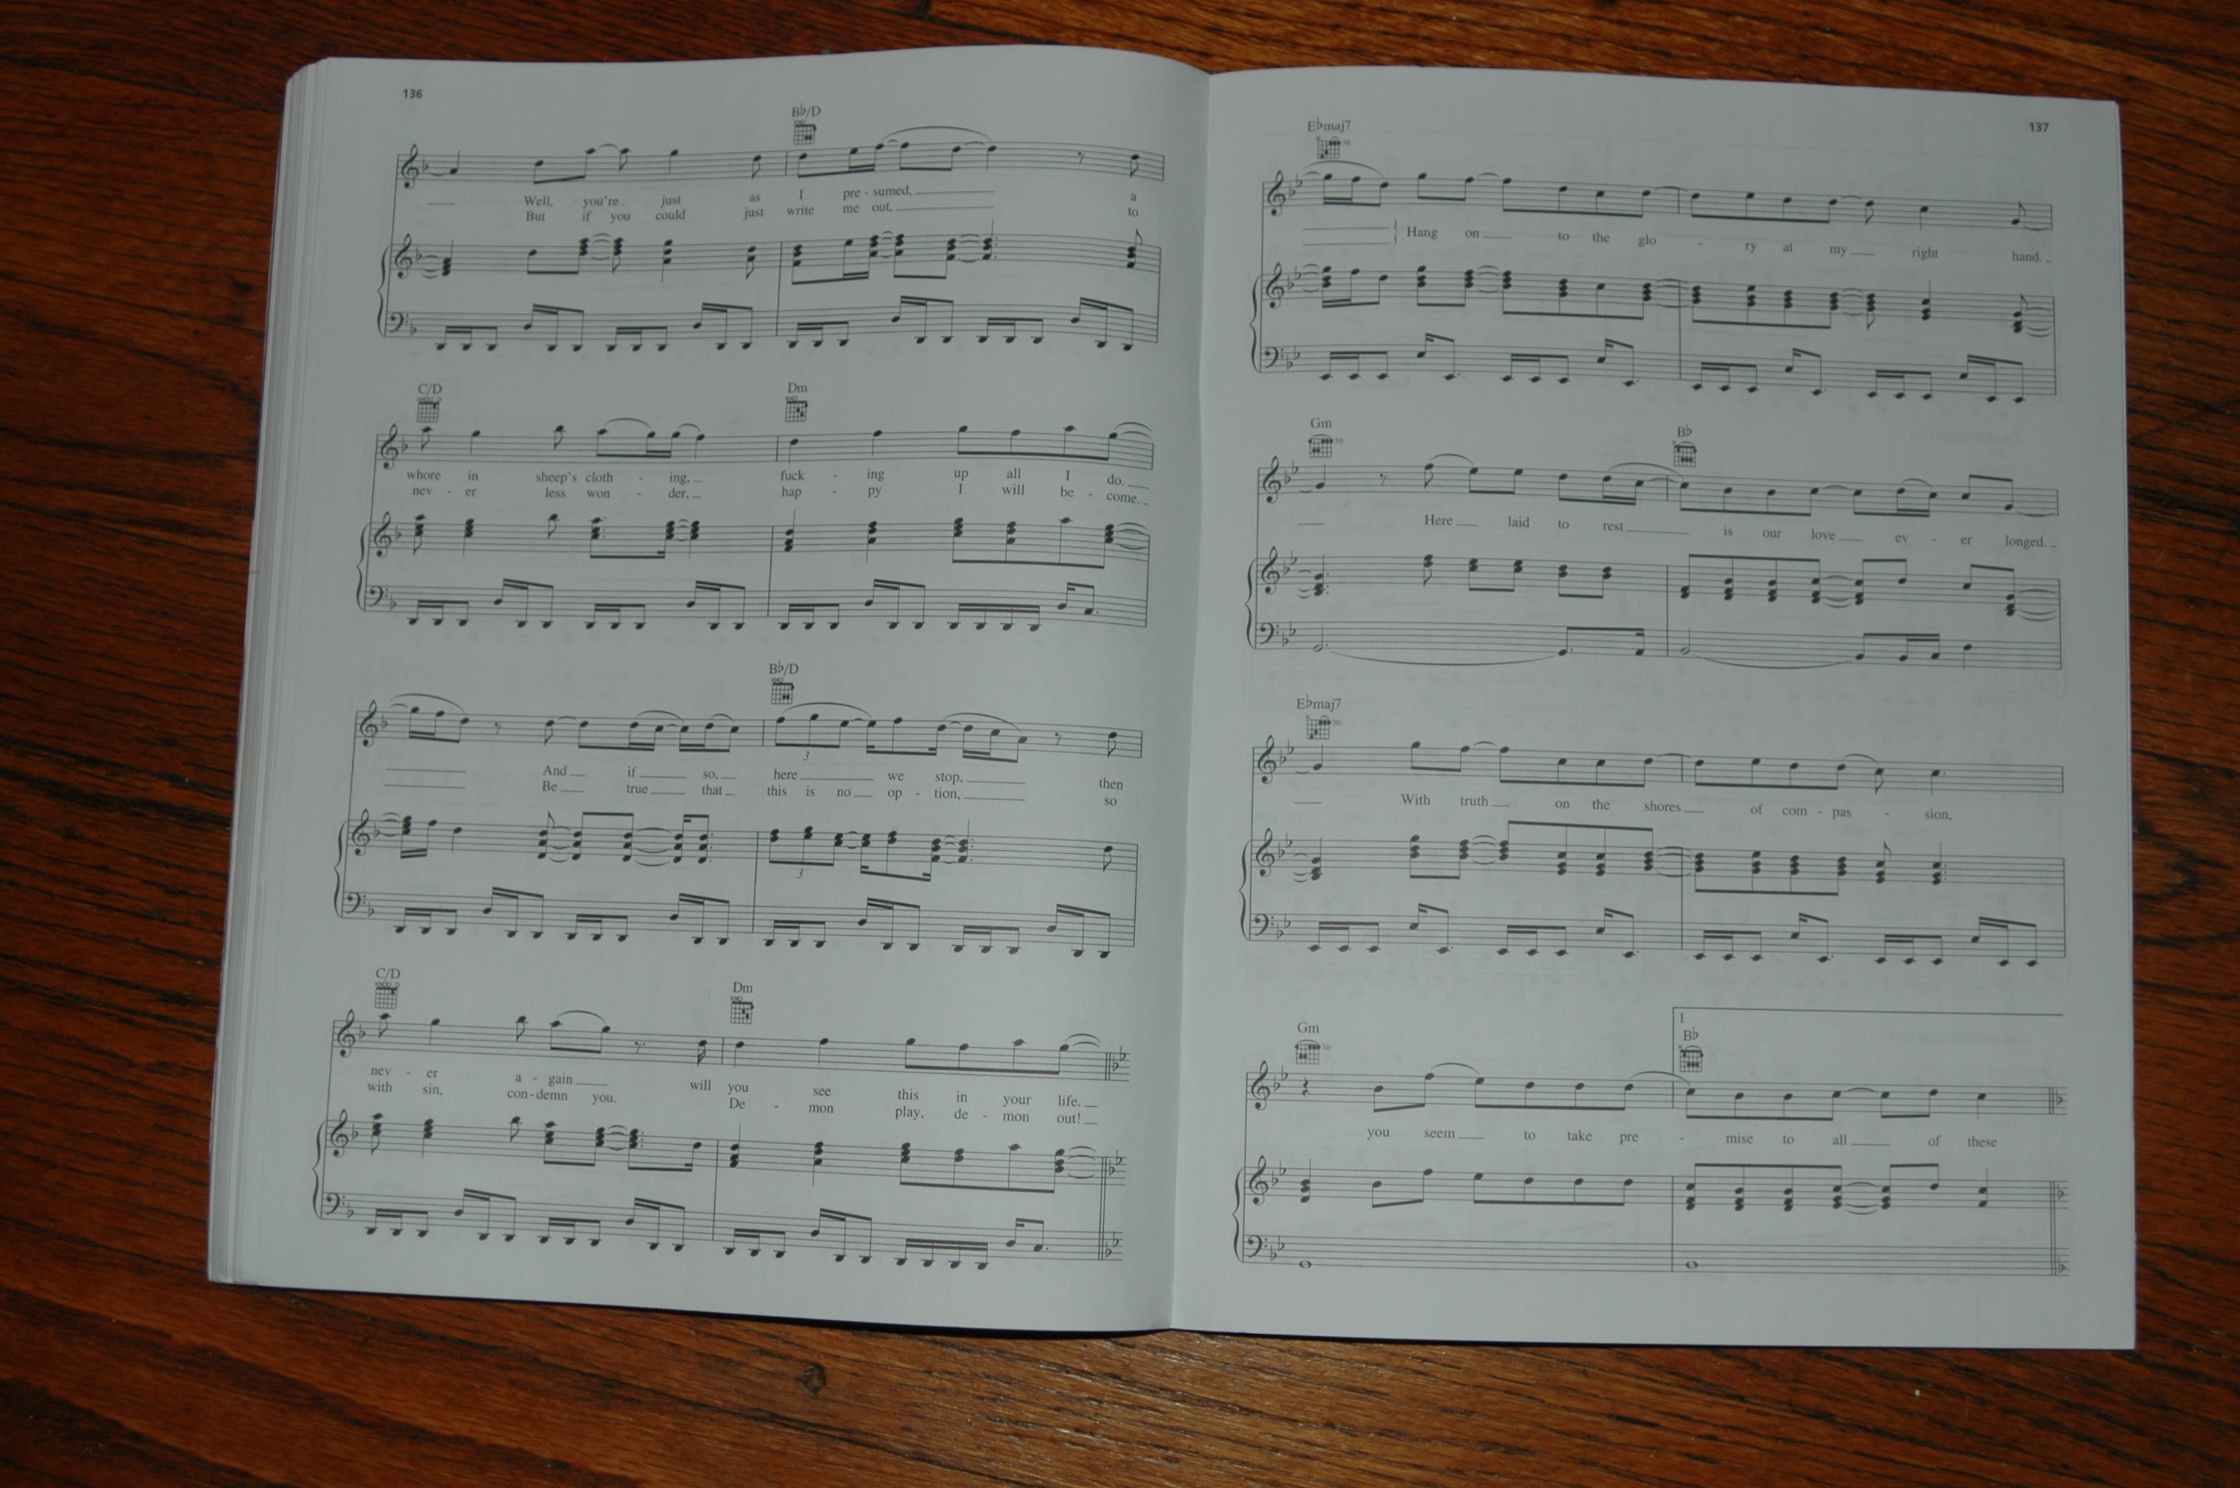 136
B♭/D
Well, you're just as I pre - sumed, a
But if you could just write me out, to
C/D Dm
whore in sheep's cloth - ing, fuck - ing up all I do.
nev - er less won - der, hap - py I will be - come.
B♭/D
And if so, here we stop, then
Be true that this is no op - tion, so
C/D Dm
nev - er a - gain will you see this in your life.
with sin, con - demn you. De - mon play, de - mon out!
137
E♭maj7
Hang on to the glo - ry at my right hand.
Gm B♭
Here laid to rest is our love ev - er longed.
E♭maj7
With truth on the shores of com - pas - sion,
Gm 1 B♭
you seem to take pre - mise to all of these